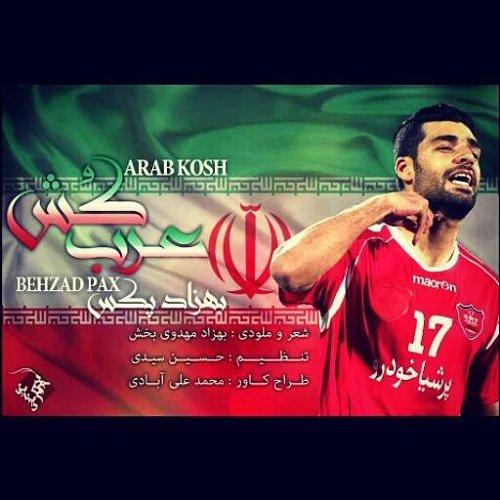 ARAB KOSH
عرب کُش
BEHZAD PAX
بهزاد پکس
شعر و ملودی : بهزاد مهدوی بخش
تنظیم : حسین سیدی
طراح کاور : محمد علی آبادی
macron
17
پرشیا خودرو